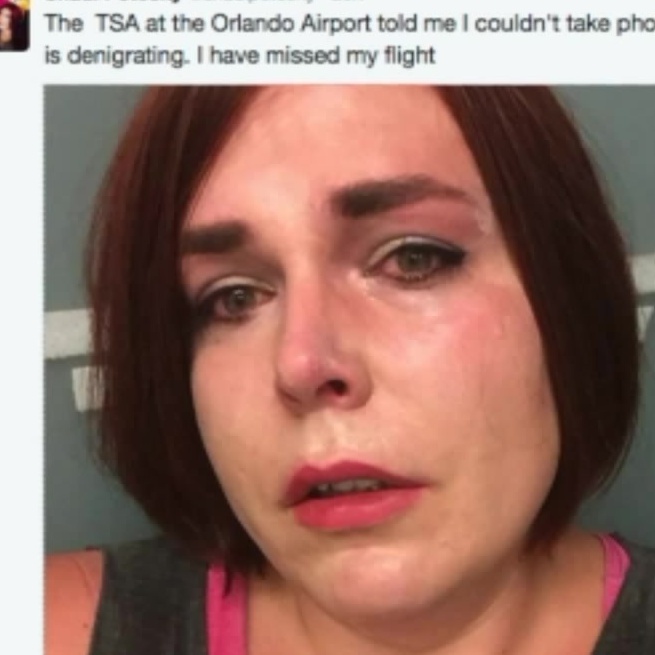 The TSA at the Orlando Airport told me I couldn't take pho
is denigrating. I have missed my flight